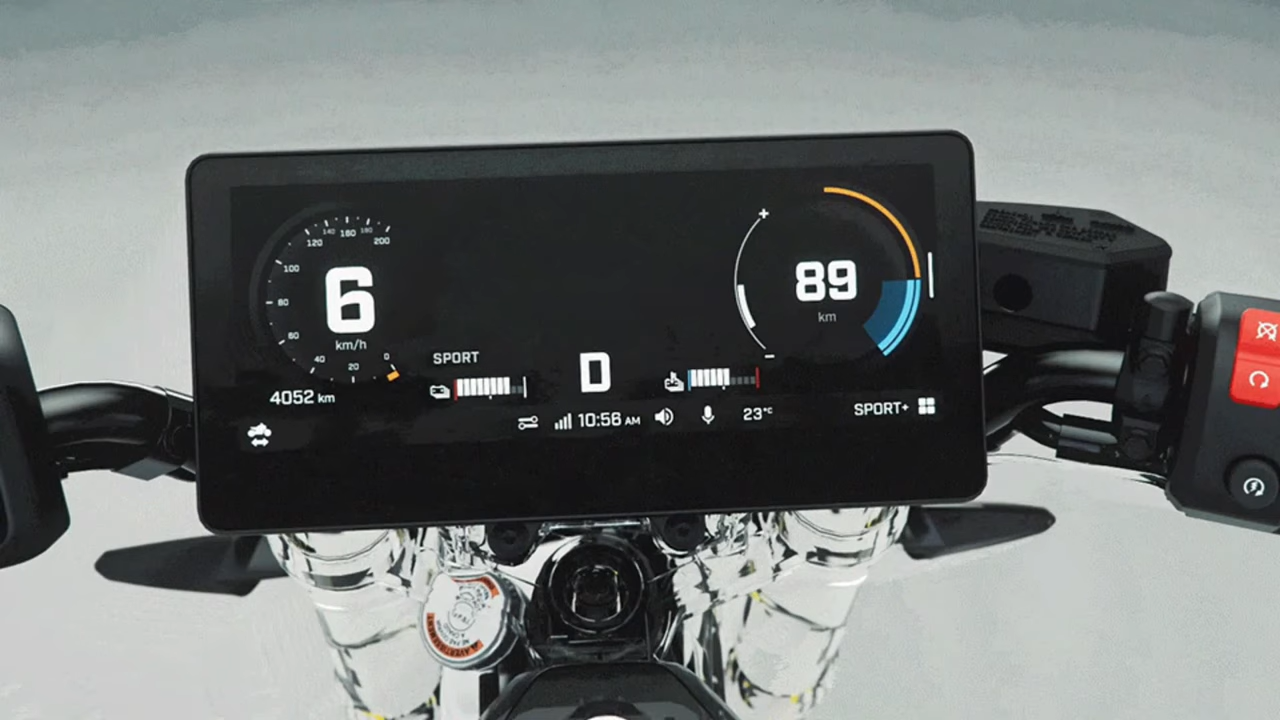 120 140 160 180 200
100
80
60
40
20
0
6
km/h
4052 km
SPORT
D
10:56 AM
23°C
+
89
km
−
SPORT+
AVERTISSEMENT